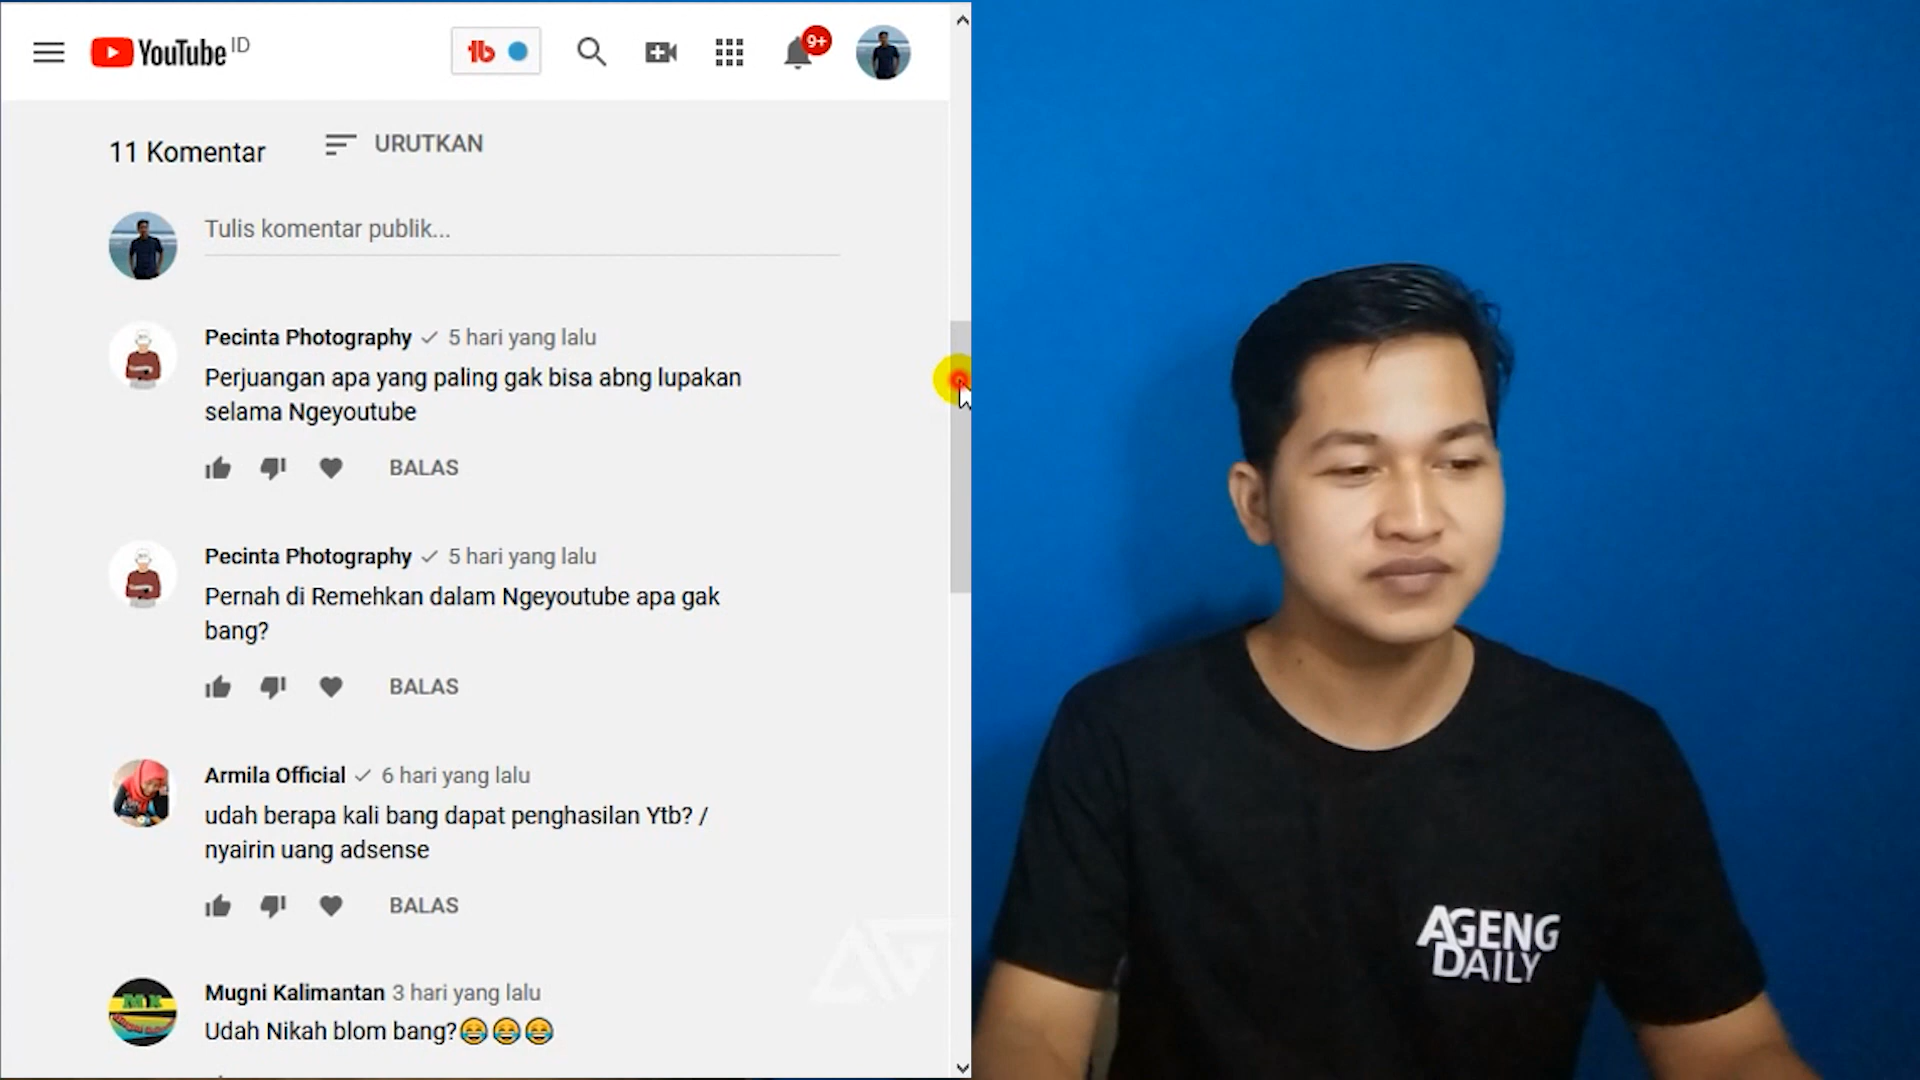 YouTube ID
9+
11 Komentar
URUTKAN
Tulis komentar publik...
Pecinta Photography ✓ 5 hari yang lalu
Perjuangan apa yang paling gak bisa abng lupakan
selama Ngeyoutube
BALAS
Pecinta Photography ✓ 5 hari yang lalu
Pernah di Remehkan dalam Ngeyoutube apa gak
bang?
BALAS
Armila Official ✓ 6 hari yang lalu
udah berapa kali bang dapat penghasilan Ytb? /
nyairin uang adsense
BALAS
Mugni Kalimantan 3 hari yang lalu
Udah Nikah blom bang?😂😂😂
AGENG
DAILY